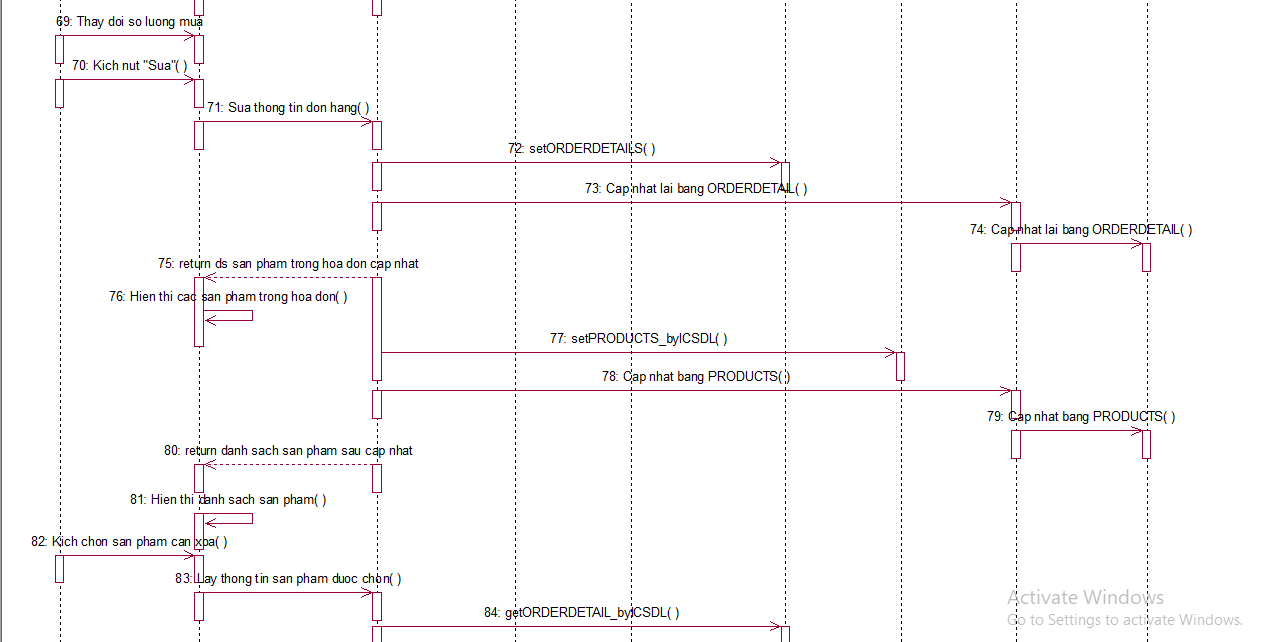 69: Thay doi so luong mua
70: Kich nut "Sua"( )
71: Sua thong tin don hang( )
72: setORDERDETAILS( )
73: Cap nhat lai bang ORDERDETAIL( )
74: Cap nhat lai bang ORDERDETAIL( )
75: return ds san pham trong hoa don cap nhat
76: Hien thi cac san pham trong hoa don( )
77: setPRODUCTS_byICSDL( )
78: Cap nhat bang PRODUCTS( )
79: Cap nhat bang PRODUCTS( )
80: return danh sach san pham sau cap nhat
81: Hien thi danh sach san pham( )
82: Kich chon san pham can xoa( )
83: Lay thong tin san pham duoc chon( )
84: getORDERDETAIL_byICSDL( )
Activate Windows
Go to Settings to activate Windows.